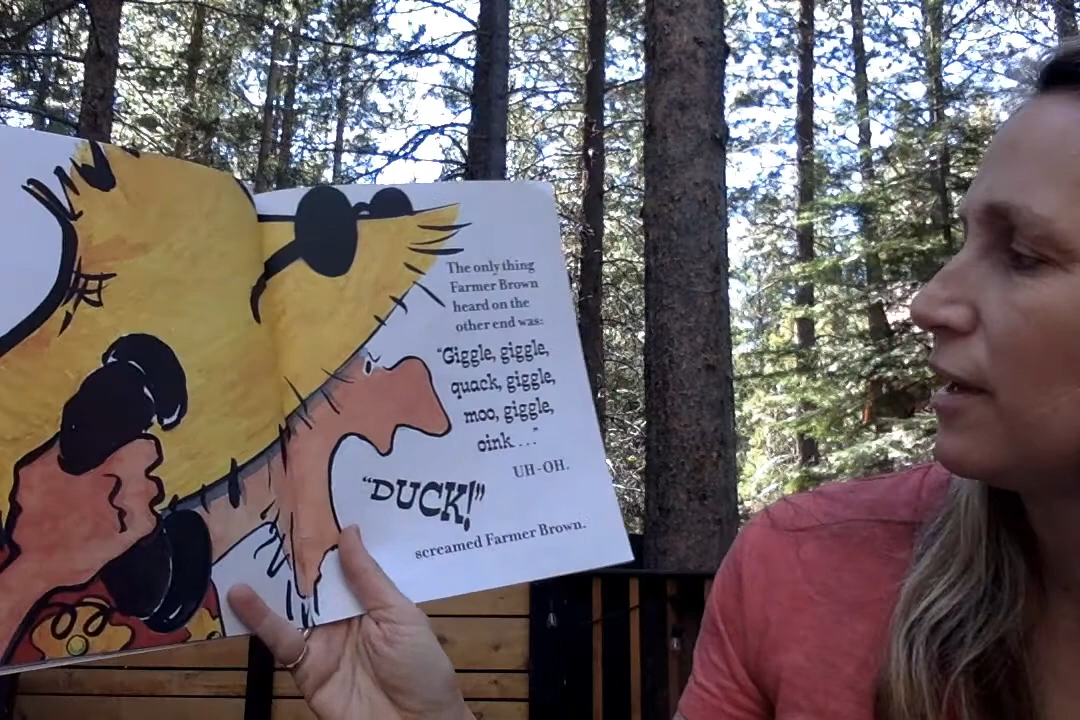 The only thing
Farmer Brown
heard on the
other end was:
"Giggle, giggle,
quack, giggle,
moo, giggle,
oink..."
UH-OH.
"DUCK!"
screamed Farmer Brown.